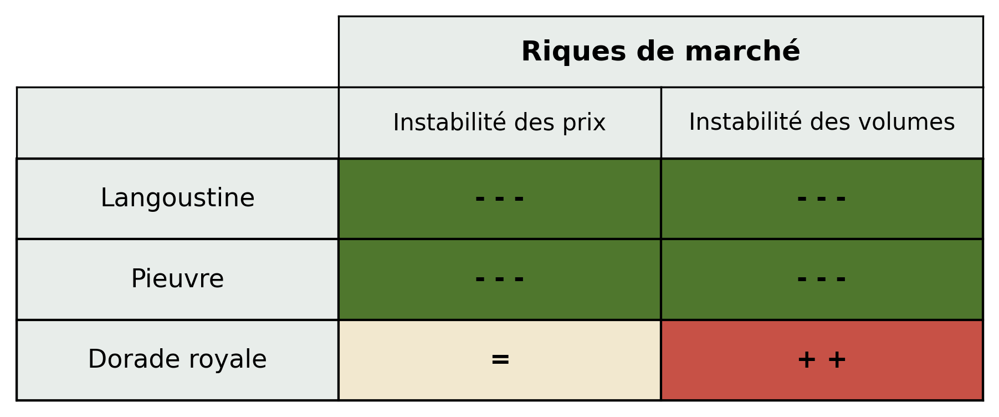 Riques de marché
Instabilité des prix Instabilité des volumes
Langoustine - - - - - -
Pieuvre - - - - - -
Dorade royale = + +